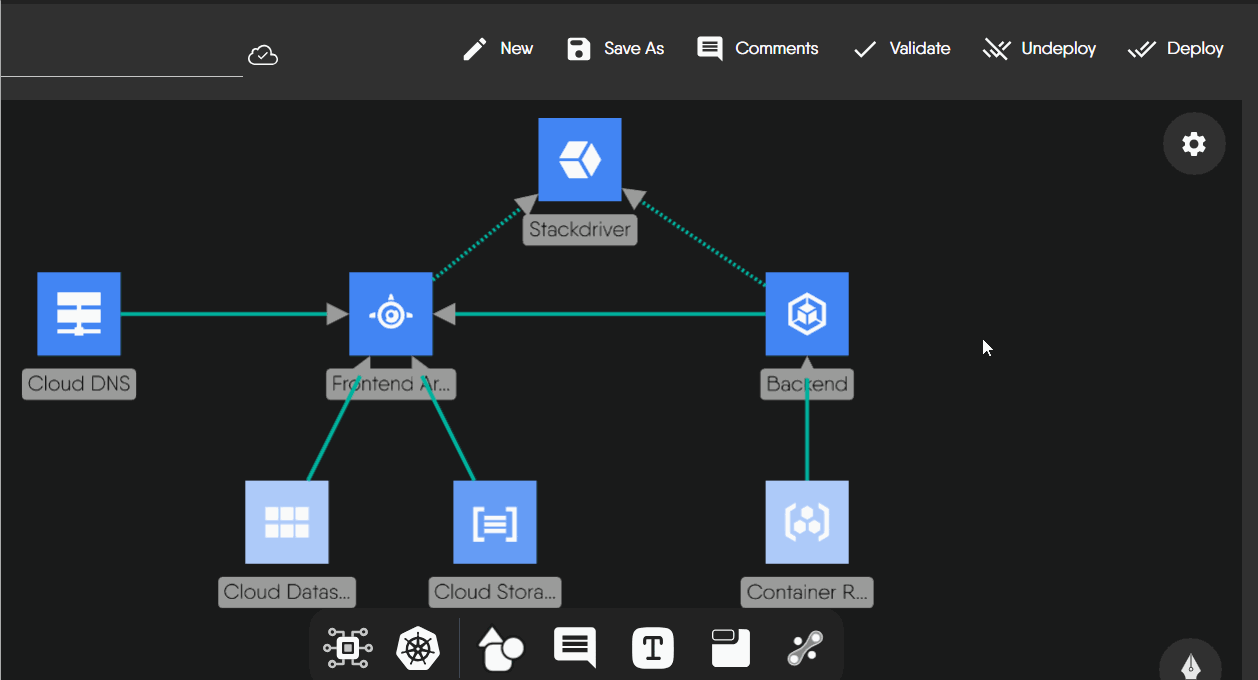 New
Save As
Comments
Validate
Undeploy
Deploy
Stackdriver
Cloud DNS
Frontend Ar...
Backend
Cloud Datas...
Cloud Stora...
Container R...
T